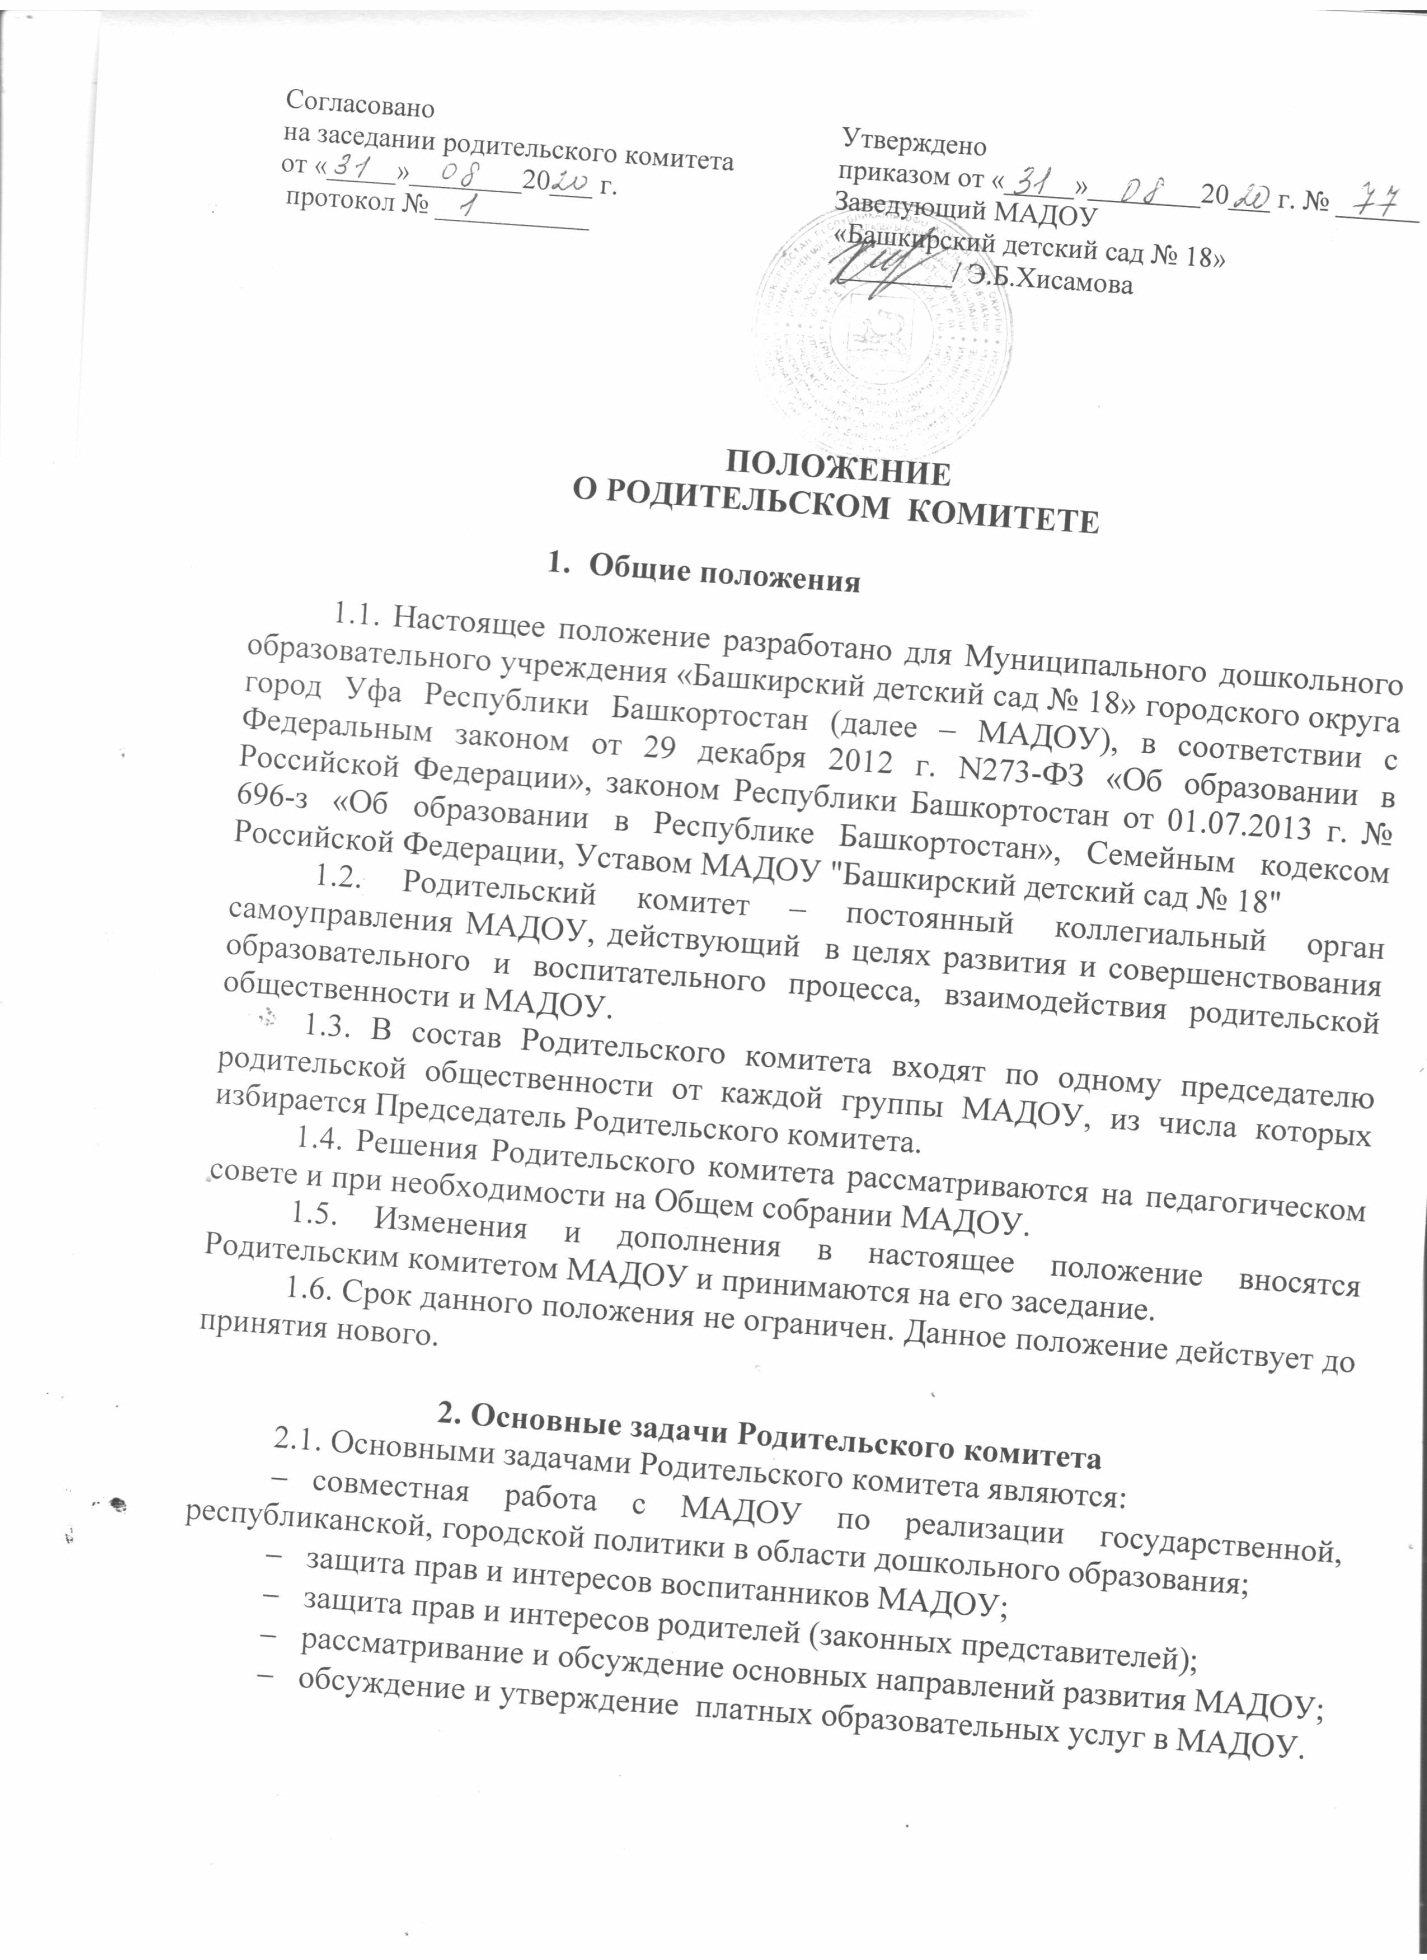 Согласовано
на заседании родительского комитета
от «31» 08 2020 г.
протокол № 1
Утверждено
приказом от «31» 08 2020 г. № 77
Заведующий МАДОУ
«Башкирский детский сад № 18»
/ Э.Б.Хисамова
ПОЛОЖЕНИЕ
О РОДИТЕЛЬСКОМ КОМИТЕТЕ
1. Общие положения
1.1. Настоящее положение разработано для Муниципального дошкольного
образовательного учреждения «Башкирский детский сад № 18» городского округа
город Уфа Республики Башкортостан (далее – МАДОУ), в соответствии с
Федеральным законом от 29 декабря 2012 г. N273-ФЗ «Об образовании в
Российской Федерации», законом Республики Башкортостан от 01.07.2013 г. №
696-з «Об образовании в Республике Башкортостан», Семейным кодексом
Российской Федерации, Уставом МАДОУ "Башкирский детский сад № 18"
1.2. Родительский комитет – постоянный коллегиальный орган
самоуправления МАДОУ, действующий в целях развития и совершенствования
образовательного и воспитательного процесса, взаимодействия родительской
общественности и МАДОУ.
1.3. В состав Родительского комитета входят по одному председателю
родительской общественности от каждой группы МАДОУ, из числа которых
избирается Председатель Родительского комитета.
1.4. Решения Родительского комитета рассматриваются на педагогическом
совете и при необходимости на Общем собрании МАДОУ.
1.5. Изменения и дополнения в настоящее положение вносятся
Родительским комитетом МАДОУ и принимаются на его заседание.
1.6. Срок данного положения не ограничен. Данное положение действует до
принятия нового.
2. Основные задачи Родительского комитета
2.1. Основными задачами Родительского комитета являются:
– совместная работа с МАДОУ по реализации государственной,
республиканской, городской политики в области дошкольного образования;
– защита прав и интересов воспитанников МАДОУ;
– защита прав и интересов родителей (законных представителей);
– рассматривание и обсуждение основных направлений развития МАДОУ;
– обсуждение и утверждение платных образовательных услуг в МАДОУ.